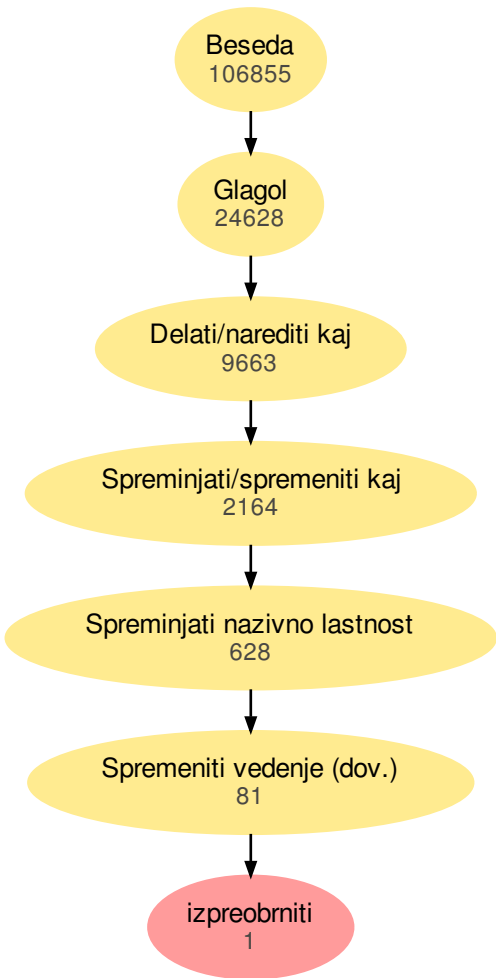 Beseda
106855
Glagol
24628
Delati/narediti kaj
9663
Spreminjati/spremeniti kaj
2164
Spreminjati nazivno lastnost
628
Spremeniti vedenje (dov.)
81
izpreobrniti
1